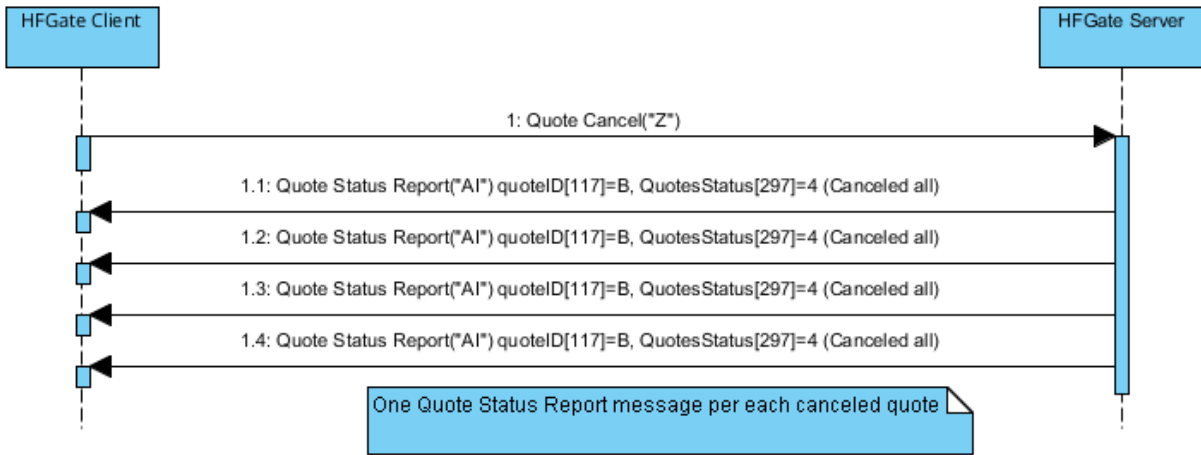 HFGate Client
HFGate Server
1: Quote Cancel("Z")
1.1: Quote Status Report("AI") quoteID[117]=B, QuotesStatus[297]=4 (Canceled all)
1.2: Quote Status Report("AI") quoteID[117]=B, QuotesStatus[297]=4 (Canceled all)
1.3: Quote Status Report("AI") quoteID[117]=B, QuotesStatus[297]=4 (Canceled all)
1.4: Quote Status Report("AI") quoteID[117]=B, QuotesStatus[297]=4 (Canceled all)
One Quote Status Report message per each canceled quote